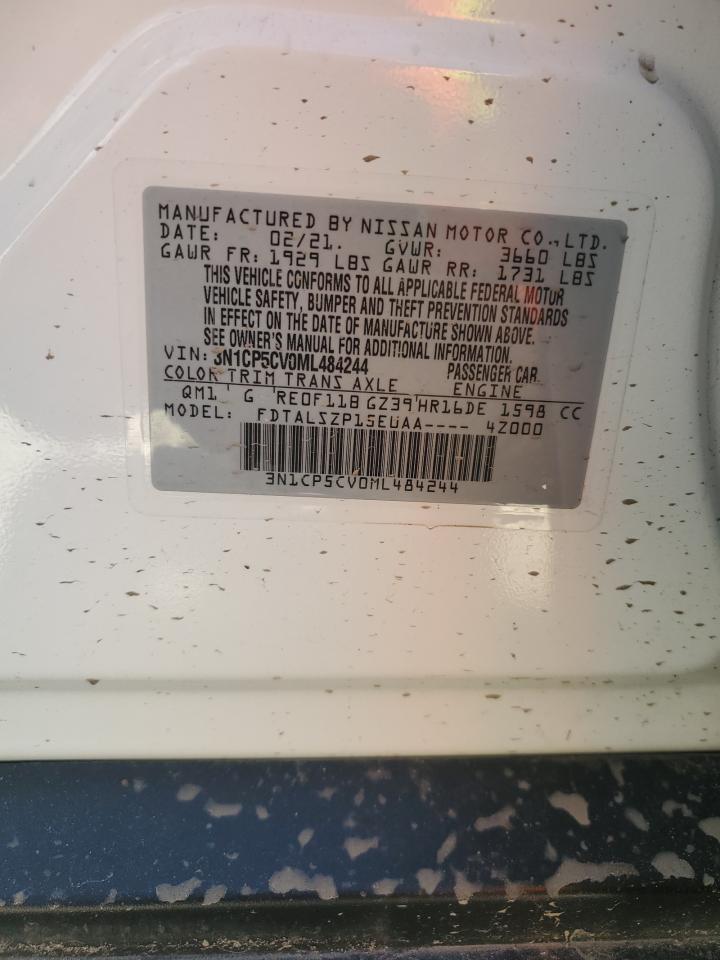 MANUFACTURED BY NISSAN MOTOR CO., LTD.
DATE: 02/21. GVWR: 3660 LBS
GAWR FR: 1929 LBS GAWR RR: 1731 LBS
THIS VEHICLE CONFORMS TO ALL APPLICABLE FEDERAL MOTOR
VEHICLE SAFETY, BUMPER AND THEFT PREVENTION STANDARDS
IN EFFECT ON THE DATE OF MANUFACTURE SHOWN ABOVE.
SEE OWNER'S MANUAL FOR ADDITIONAL INFORMATION.
VIN: 3N1CP5CV0ML484244 PASSENGER CAR
COLOR TRIM TRANS AXLE ENGINE
QM1 G RE0F11B GZ39 HR16DE 1598 CC
MODEL: FDTALSZP15EUAA---- 4Z000
3N1CP5CV0ML484244